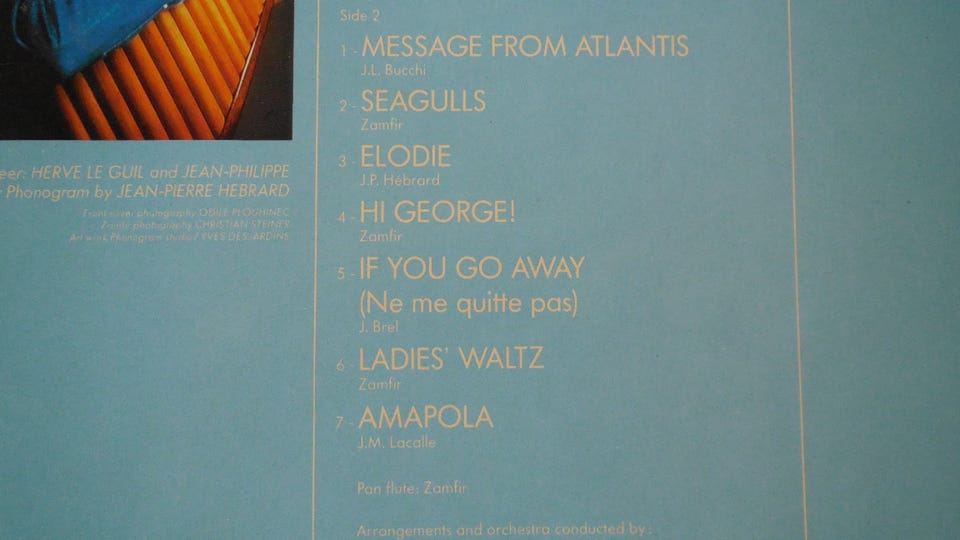 Side 2
1 - MESSAGE FROM ATLANTIS
J.L. Bucchi
2 - SEAGULLS
Zamfir
3 - ELODIE
J.P. Hébrard
4 - HI GEORGE!
Zamfir
5 - IF YOU GO AWAY
(Ne me quitte pas)
J. Brel
6 LADIES' WALTZ
Zamfir
7 - AMAPOLA
J.M. Lacalle
Pan flute: Zamfir
Arrangements and orchestra conducted by :
HERVE LE GUIL and JEAN-PHILIPPE
Phonogram by JEAN-PIERRE HEBRARD
Front cover photography ODILE PLOGHINEC
Zamfir photography CHRISTIAN STEINER
Art work Phonogram studio / YVES DESJARDINS